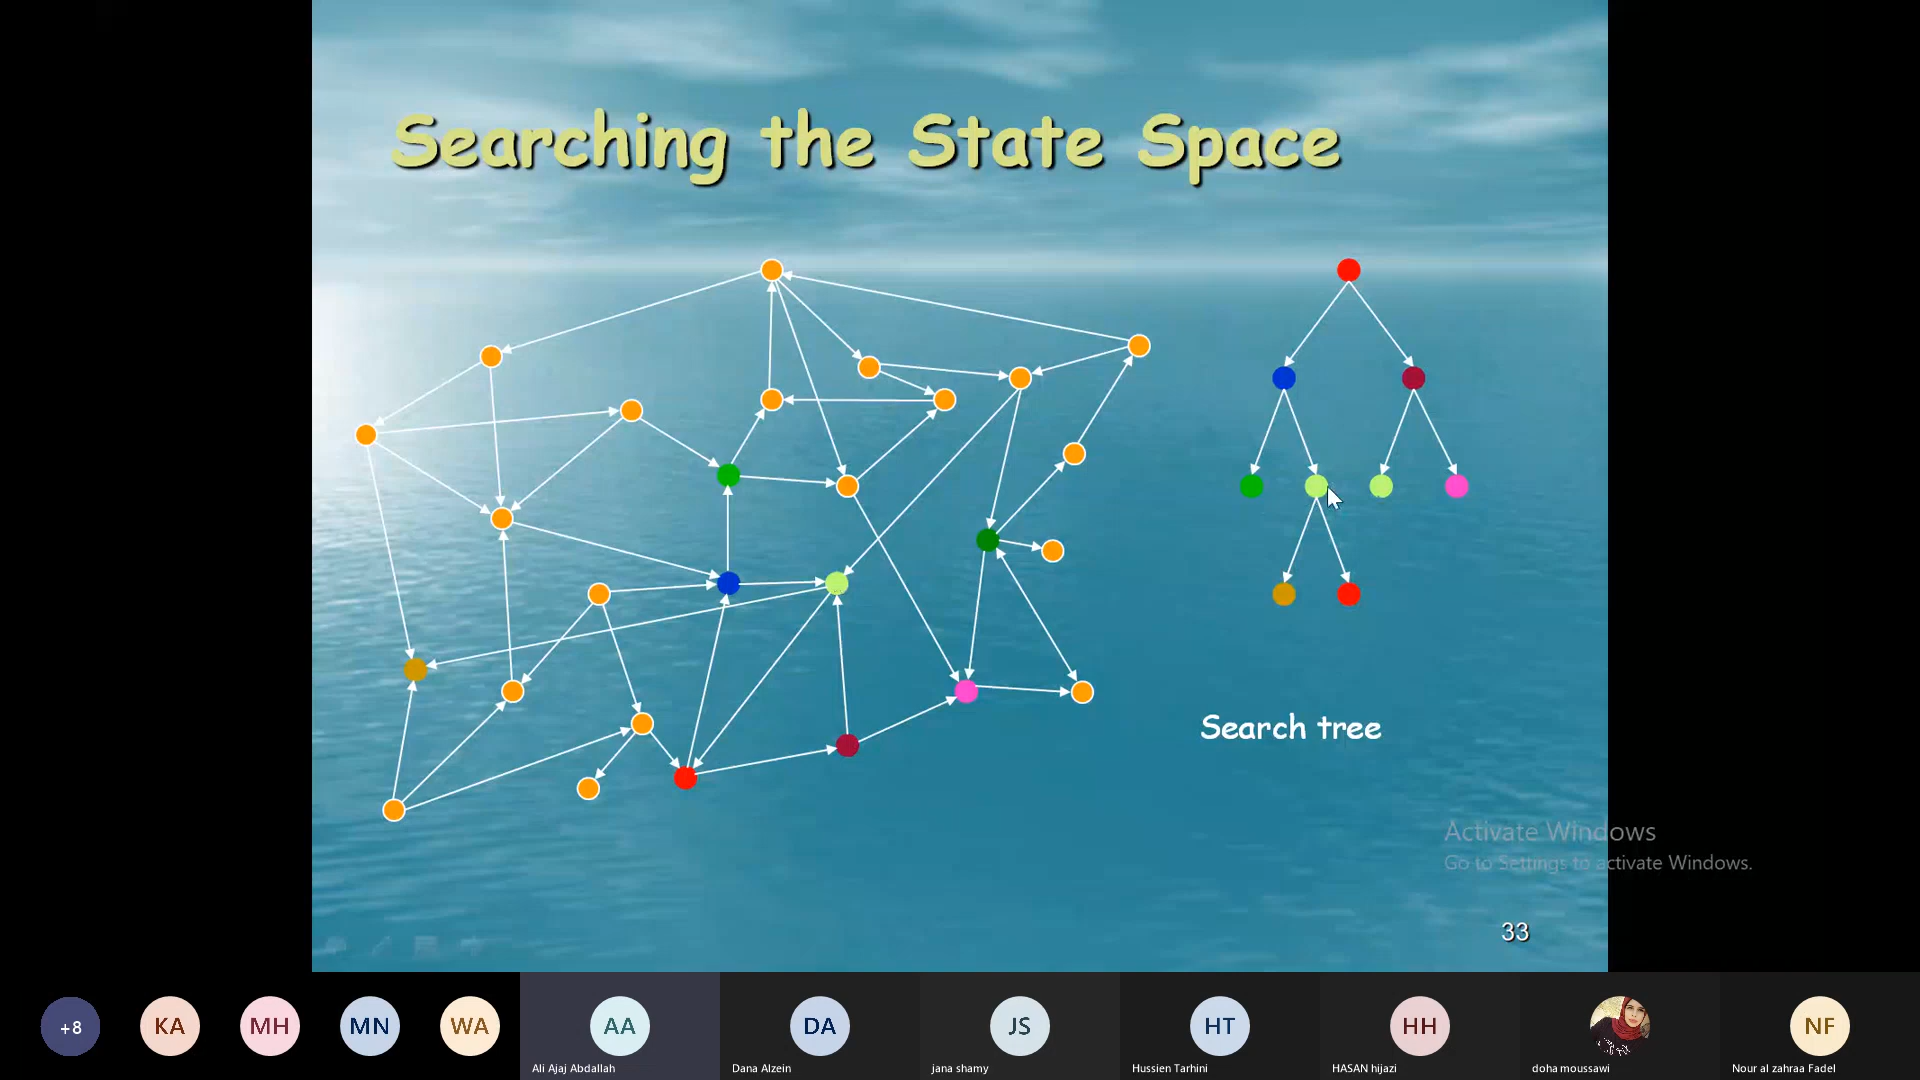 Searching the State Space
Search tree
Activate Windows
Go to Settings to activate Windows.
33
+8
KA
MH
MN
WA
AA
DA
JS
HT
HH
NF
Ali Ajaj Abdallah
Dana Alzein
jana shamy
Hussien Tarhini
HASAN hijazi
doha moussawi
Nour al zahraa Fadel